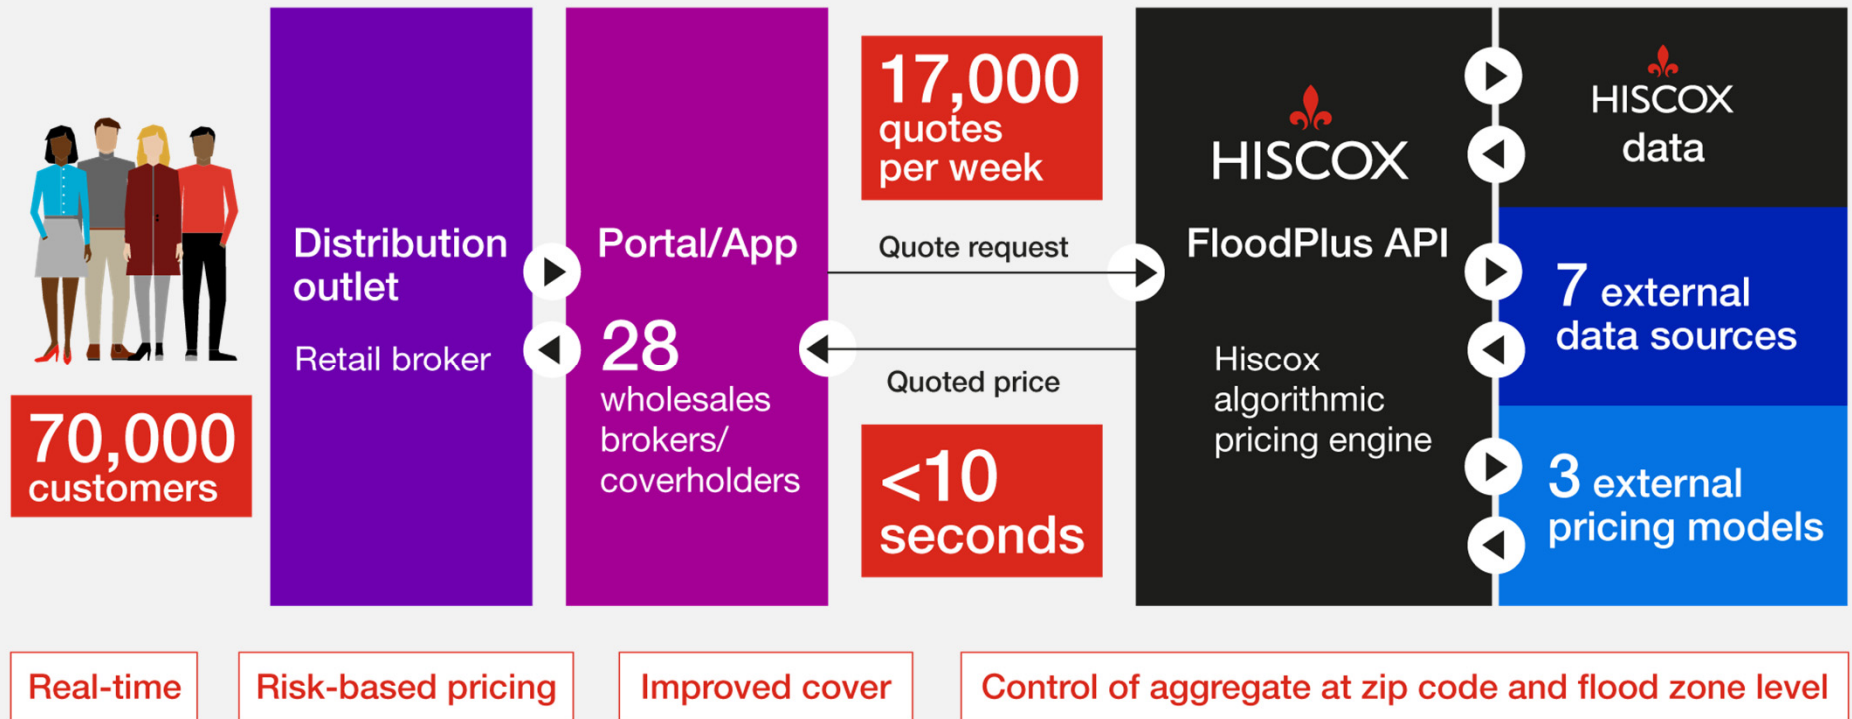 70,000
customers
Distribution
outlet
Retail broker
Portal/App
28
wholesales
brokers/
coverholders
17,000
quotes
per week
Quote request
Quoted price
<10
seconds
HISCOX
FloodPlus API
Hiscox
algorithmic
pricing engine
HISCOX
data
7 external
data sources
3 external
pricing models
Real-time
Risk-based pricing
Improved cover
Control of aggregate at zip code and flood zone level